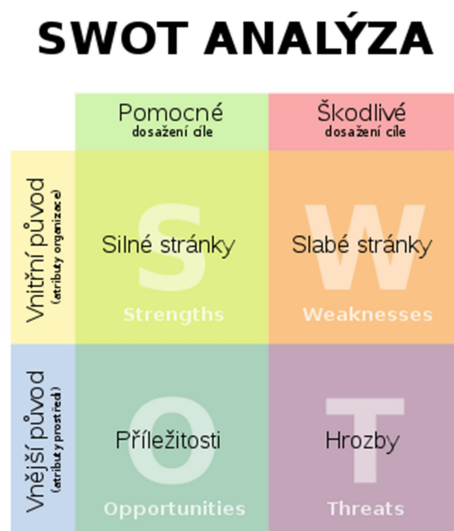 SWOT ANALÝZA
Pomocné
dosažení cíle
Škodlivé
dosažení cíle
Vnitřní původ
(atributy organizace)
S
Silné stránky
Strengths
W
Slabé stránky
Weaknesses
Vnější původ
(atributy prostředí)
O
Příležitosti
Opportunities
T
Hrozby
Threats